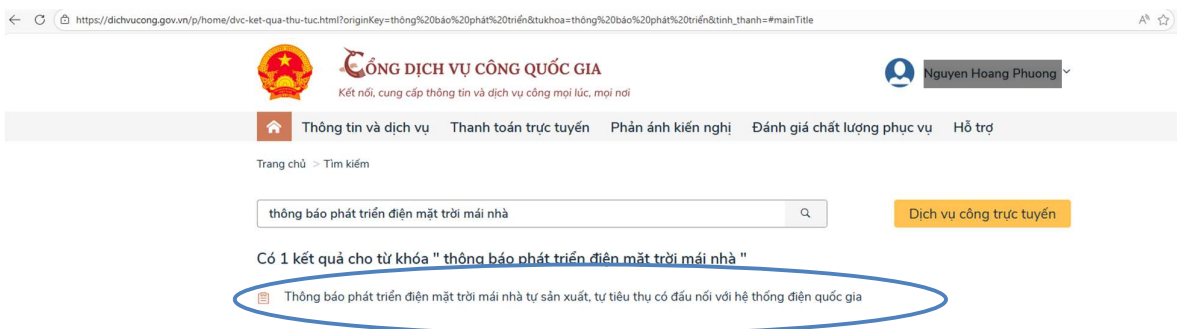 https://dichvucong.gov.vn/p/home/dvc-ket-qua-thu-tuc.html?originKey=thông%20báo%20phát%20triển&tukhoa=thông%20báo%20phát%20triển&tinh_thanh=#mainTitle
CỔNG DỊCH VỤ CÔNG QUỐC GIA
Kết nối, cung cấp thông tin và dịch vụ công mọi lúc, mọi nơi
Nguyen Hoang Phuong
Thông tin và dịch vụ Thanh toán trực tuyến Phản ánh kiến nghị Đánh giá chất lượng phục vụ Hỗ trợ
Trang chủ > Tìm kiếm
thông báo phát triển điện mặt trời mái nhà
Dịch vụ công trực tuyến
Có 1 kết quả cho từ khóa " thông báo phát triển điện mặt trời mái nhà "
Thông báo phát triển điện mặt trời mái nhà tự sản xuất, tự tiêu thụ có đấu nối với hệ thống điện quốc gia